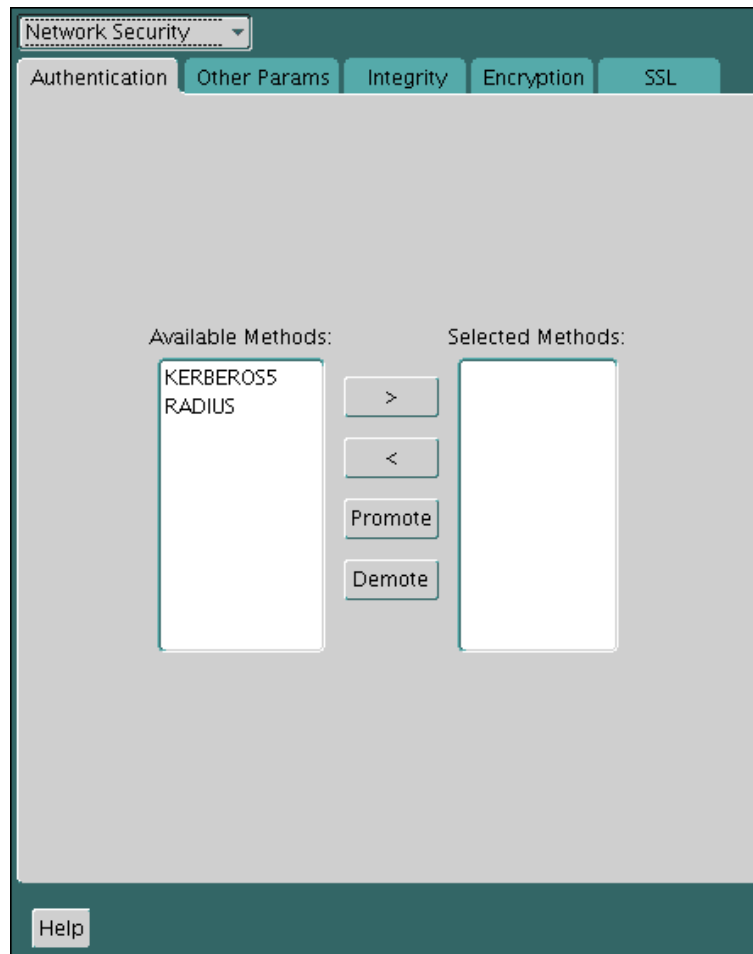 Network Security
Authentication Other Params Integrity Encryption SSL
Available Methods: Selected Methods:
KERBEROS5
RADIUS
>
<
Promote
Demote
Help